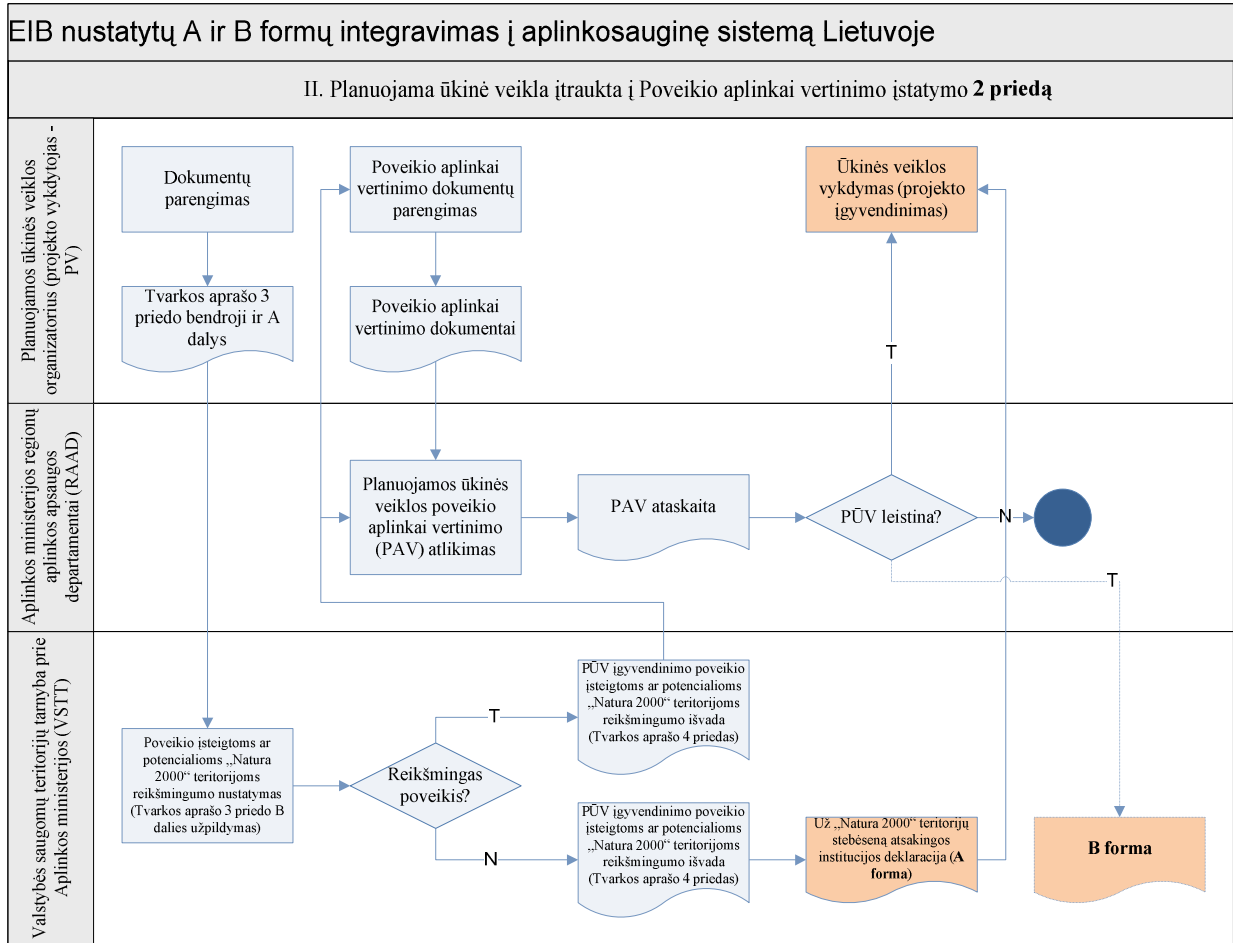 EIB nustatytų A ir B formų integravimas į aplinkosauginę sistemą Lietuvoje
II. Planuojama ūkinė veikla įtraukta į Poveikio aplinkai vertinimo įstatymo 2 priedą
Planuojamos ūkinės veiklos
organizatorius (projekto vykdytojas -
PV)
Dokumentų
parengimas
Poveikio aplinkai
vertinimo dokumentų
parengimas
Ūkinės veiklos
vykdymas (projekto
įgyvendinimas)
Tvarkos aprašo 3
priedo bendroji ir A
dalys
Poveikio aplinkai
vertinimo dokumentai
T
Aplinkos ministerijos regionų
aplinkos apsaugos
departamentai (RAAD)
Planuojamos ūkinės
veiklos poveikio
aplinkai vertinimo
(PAV) atlikimas
PAV ataskaita
PŪV leistina?
N
T
Valstybės saugomų teritorijų tarnyba prie
Aplinkos ministerijos (VSTT)
Poveikio įsteigtoms ar
potencialioms „Natura
2000“ teritorijoms
reikšmingumo nustatymas
(Tvarkos aprašo 3 priedo B
dalies užpildymas)
Reikšmingas
poveikis?
T
PŪV įgyvendinimo poveikio
įsteigtoms ar potencialioms
„Natura 2000“ teritorijoms
reikšmingumo išvada
(Tvarkos aprašo 4 priedas)
N
PŪV įgyvendinimo poveikio
įsteigtoms ar potencialioms
„Natura 2000“ teritorijoms
reikšmingumo išvada
(Tvarkos aprašo 4 priedas)
Už „Natura 2000“ teritorijų
stebėseną atsakingos
institucijos deklaracija (A
forma)
B forma